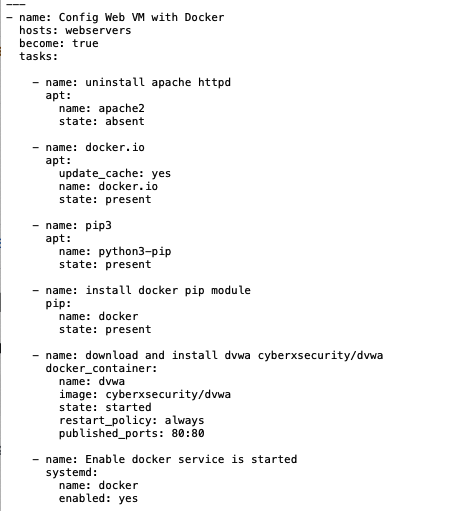 ---
- name: Config Web VM with Docker
  hosts: webservers
  become: true
  tasks:

    - name: uninstall apache httpd
      apt:
        name: apache2
        state: absent

    - name: docker.io
      apt:
        update_cache: yes
        name: docker.io
        state: present

    - name: pip3
      apt:
        name: python3-pip
        state: present

    - name: install docker pip module
      pip:
        name: docker
        state: present

    - name: download and install dvwa cyberxsecurity/dvwa
      docker_container:
        name: dvwa
        image: cyberxsecurity/dvwa
        state: started
        restart_policy: always
        published_ports: 80:80

    - name: Enable docker service is started
      systemd:
        name: docker
        enabled: yes